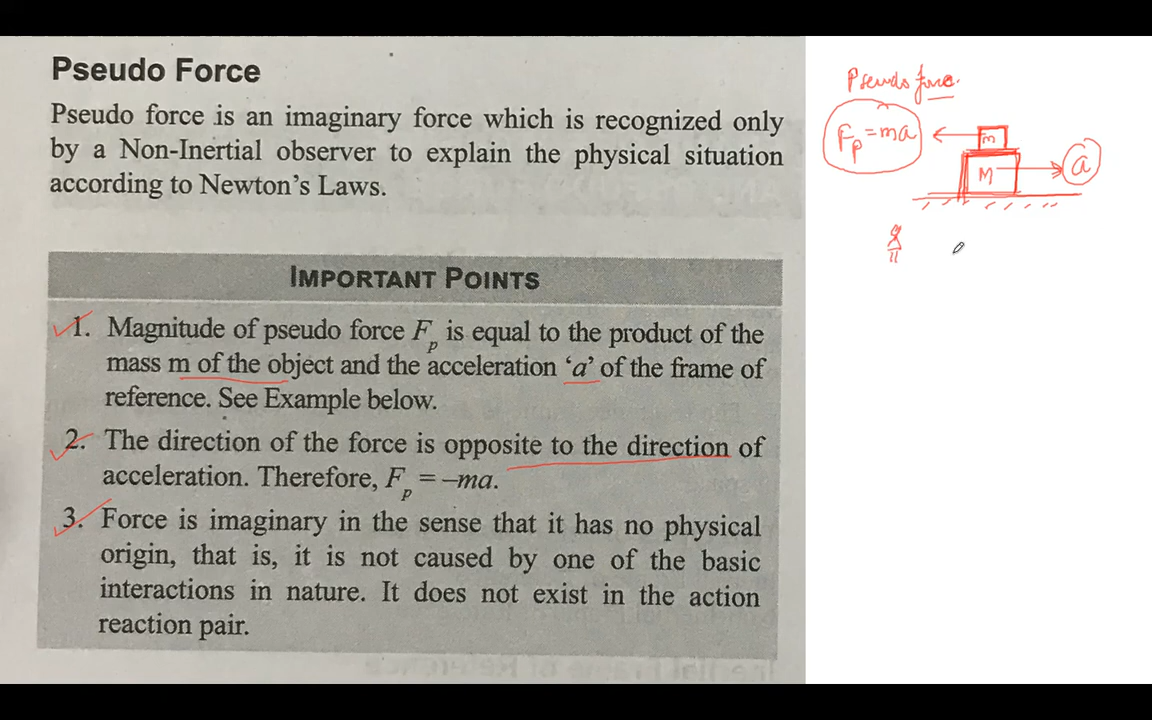 Pseudo Force
Pseudo force is an imaginary force which is recognized only
by a Non-Inertial observer to explain the physical situation
according to Newton's Laws.
IMPORTANT POINTS
1. Magnitude of pseudo force Fp is equal to the product of the
mass m of the object and the acceleration 'a' of the frame of
reference. See Example below.
2. The direction of the force is opposite to the direction of
acceleration. Therefore, Fp = –ma.
3. Force is imaginary in the sense that it has no physical
origin, that is, it is not caused by one of the basic
interactions in nature. It does not exist in the action
reaction pair.
Pseudo force.
Fp = ma
m
M
a